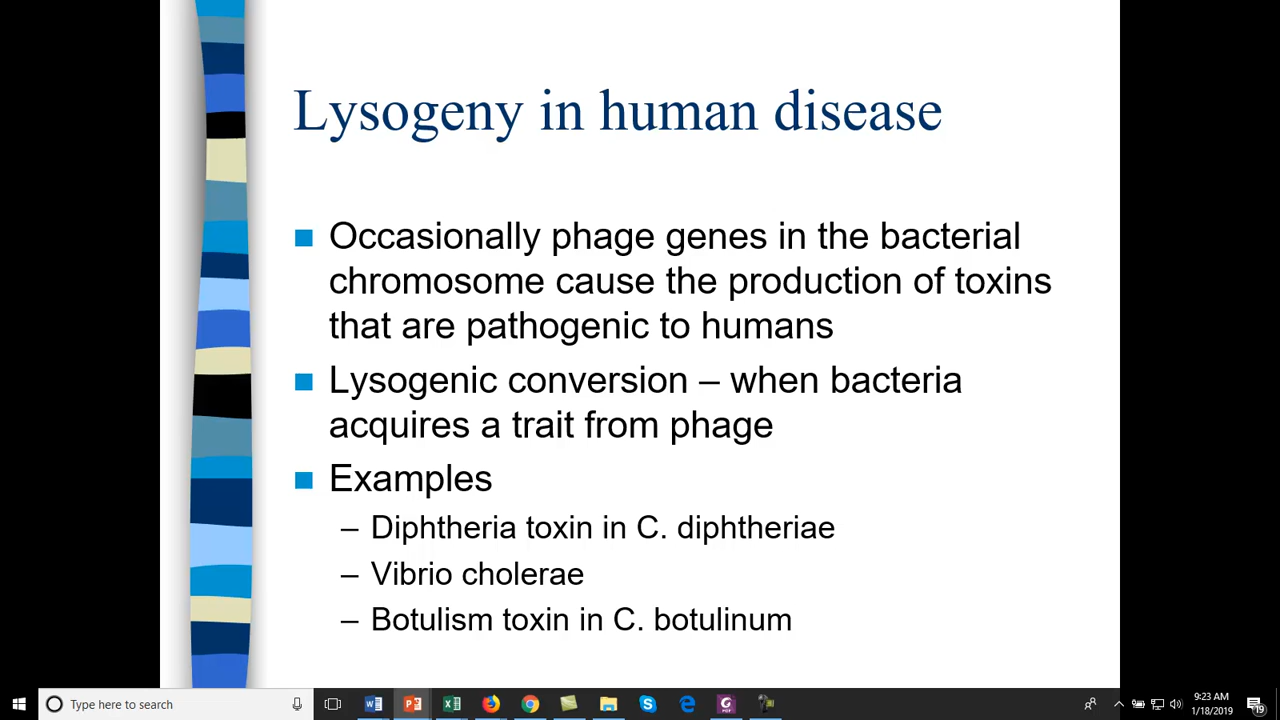 Lysogeny in human disease
Occasionally phage genes in the bacterial
chromosome cause the production of toxins
that are pathogenic to humans
Lysogenic conversion – when bacteria
acquires a trait from phage
Examples
– Diphtheria toxin in C. diphtheriae
– Vibrio cholerae
– Botulism toxin in C. botulinum
Type here to search
9:23 AM
1/18/2019
19